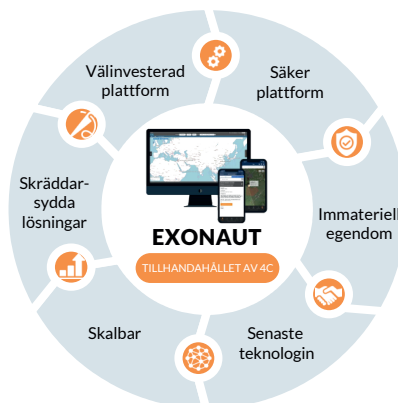 Välinvesterad
plattform
Säker
plattform
Skräddar-
sydda
lösningar
Immateriell
egendom
EXONAUT
TILLHANDAHÅLLET AV 4C
Skalbar
Senaste
teknologin